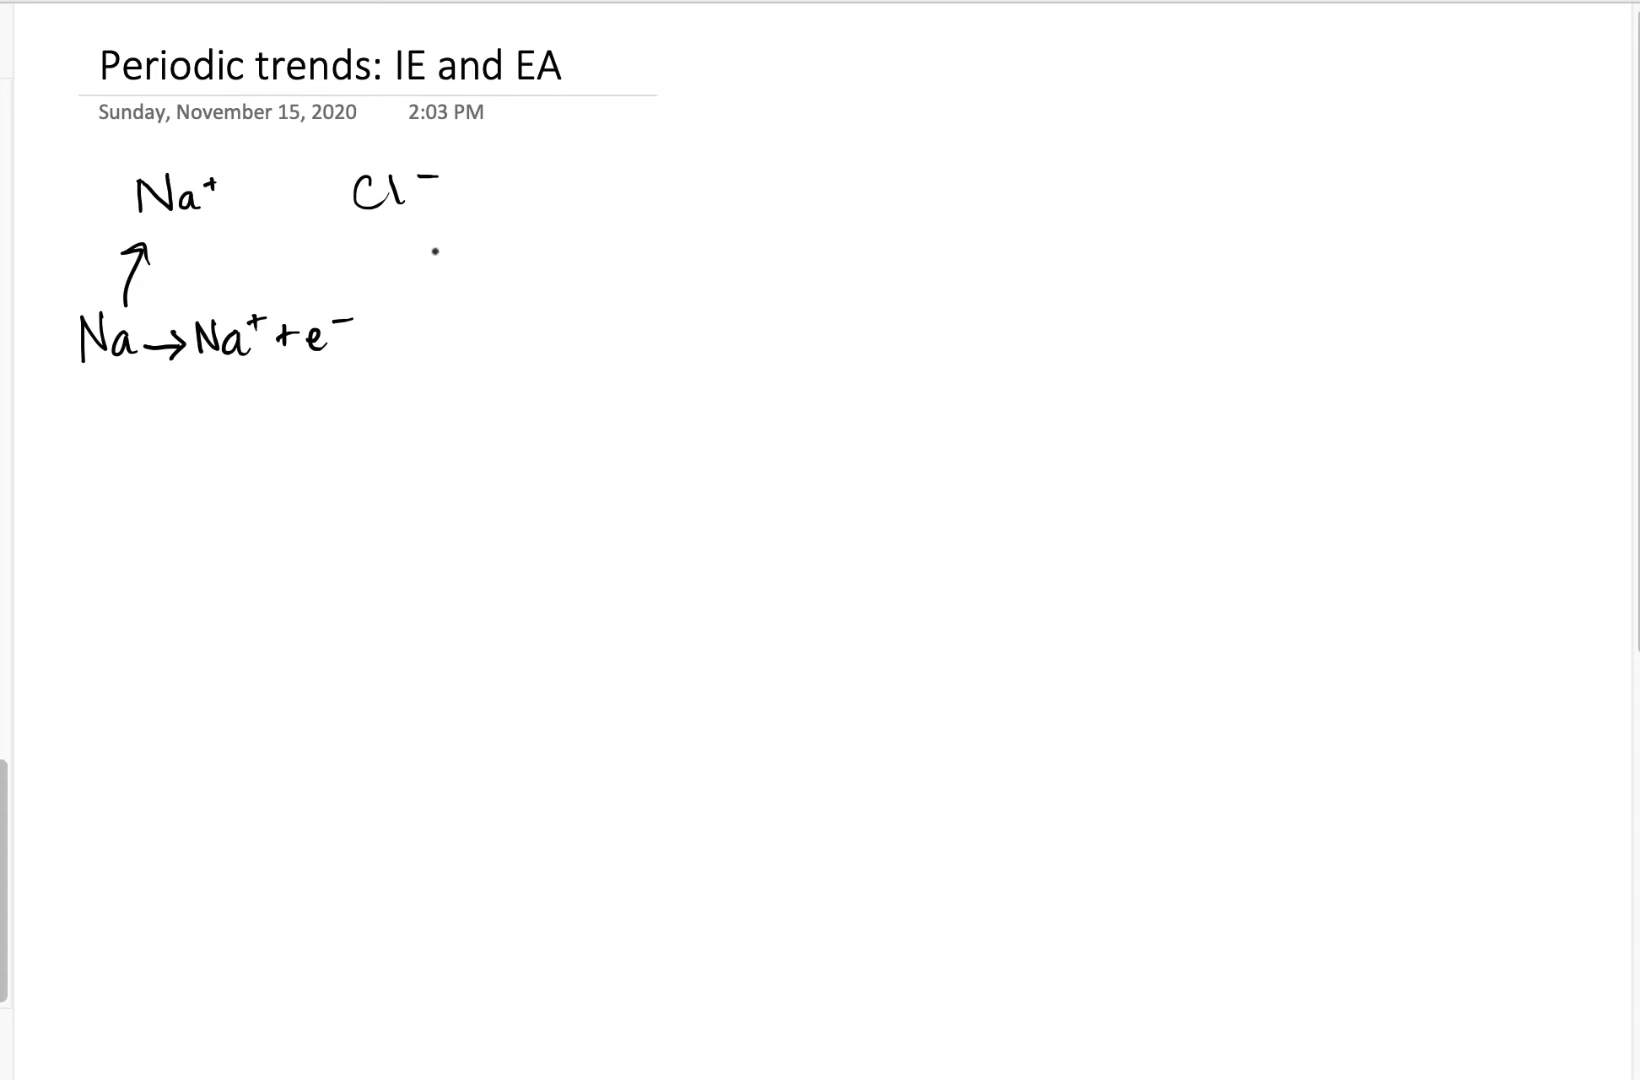 Periodic trends: IE and EA
Sunday, November 15, 2020 2:03 PM
Na⁺ Cl⁻
Na → Na⁺ + e⁻